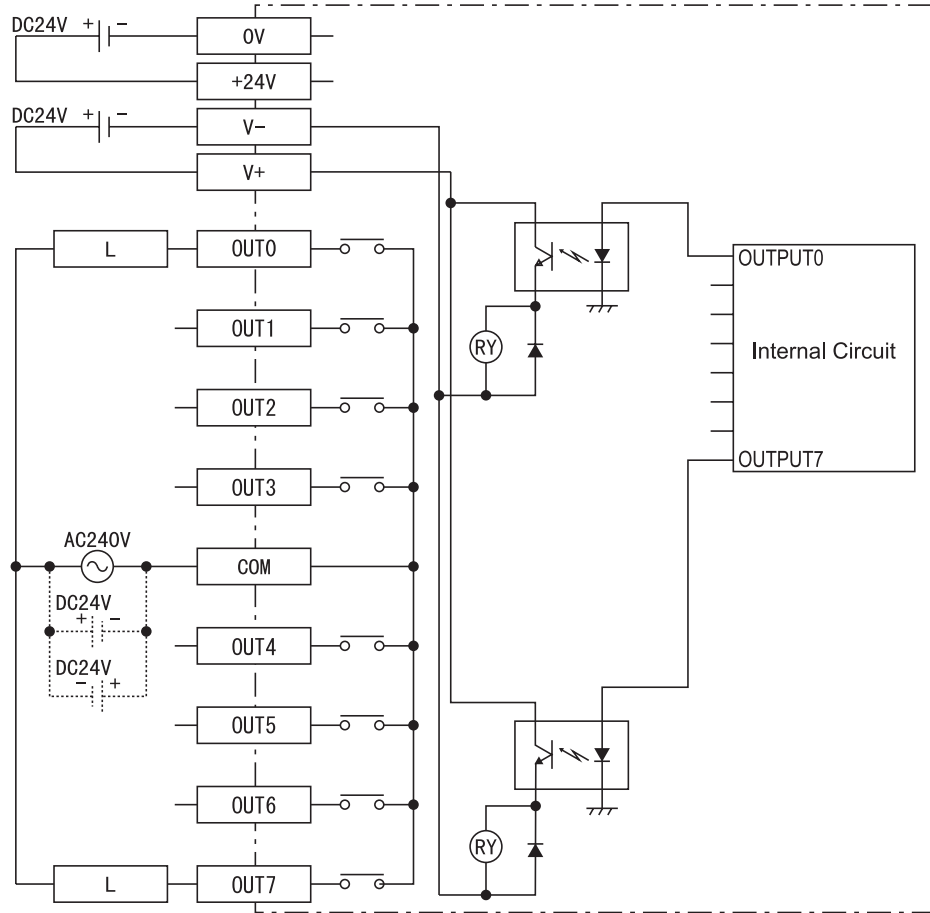 DC24V + −
0V
+24V
DC24V + −
V−
V+
L
OUT0
OUTPUT0
OUT1
RY
Internal Circuit
OUT2
OUT3
OUTPUT7
AC240V
COM
DC24V
+ −
OUT4
DC24V
− +
OUT5
OUT6
RY
L
OUT7